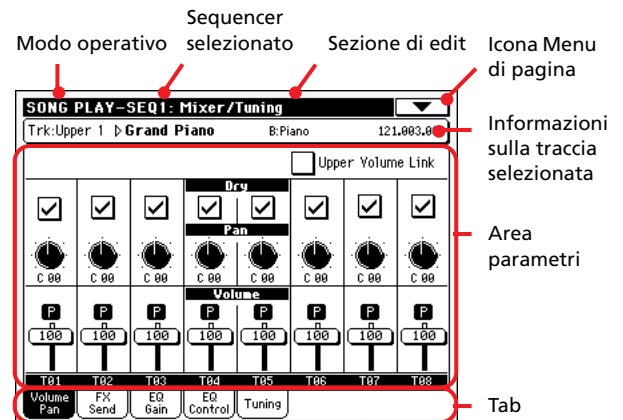 Sequencer
Modo operativo selezionato Sezione di edit Icona Menu
di pagina
SONG PLAY-SEQ1: Mixer/Tuning
Trk:Upper 1 Grand Piano B:Piano 121.003.0
Informazioni
sulla traccia
selezionata
Upper Volume Link
Dry
Pan
C 00 C 00 C 00 C 00 C 00 C 00 C 00 C 00
Area
parametri
Volume
P P P P P P P P
100 100 100 100 100 100 100 100
T01 T02 T03 T04 T05 T06 T07 T08
Volume Pan FX Send EQ Gain EQ Control Tuning
Tab